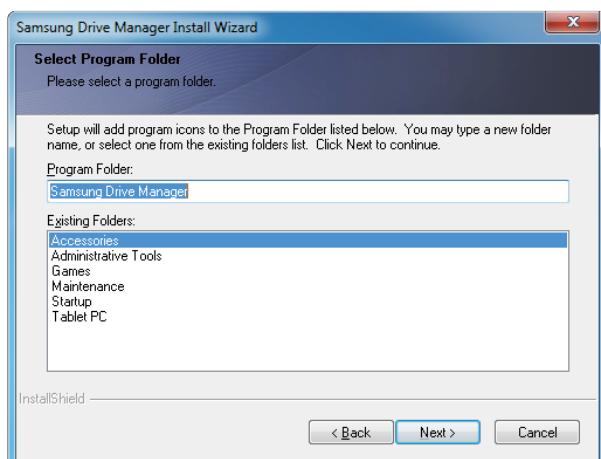 Samsung Drive Manager Install Wizard
Select Program Folder
Please select a program folder.
Setup will add program icons to the Program Folder listed below. You may type a new folder
name, or select one from the existing folders list. Click Next to continue.
Program Folder:
Samsung Drive Manager
Existing Folders:
Accessories
Administrative Tools
Games
Maintenance
Startup
Tablet PC
InstallShield
< Back Next > Cancel